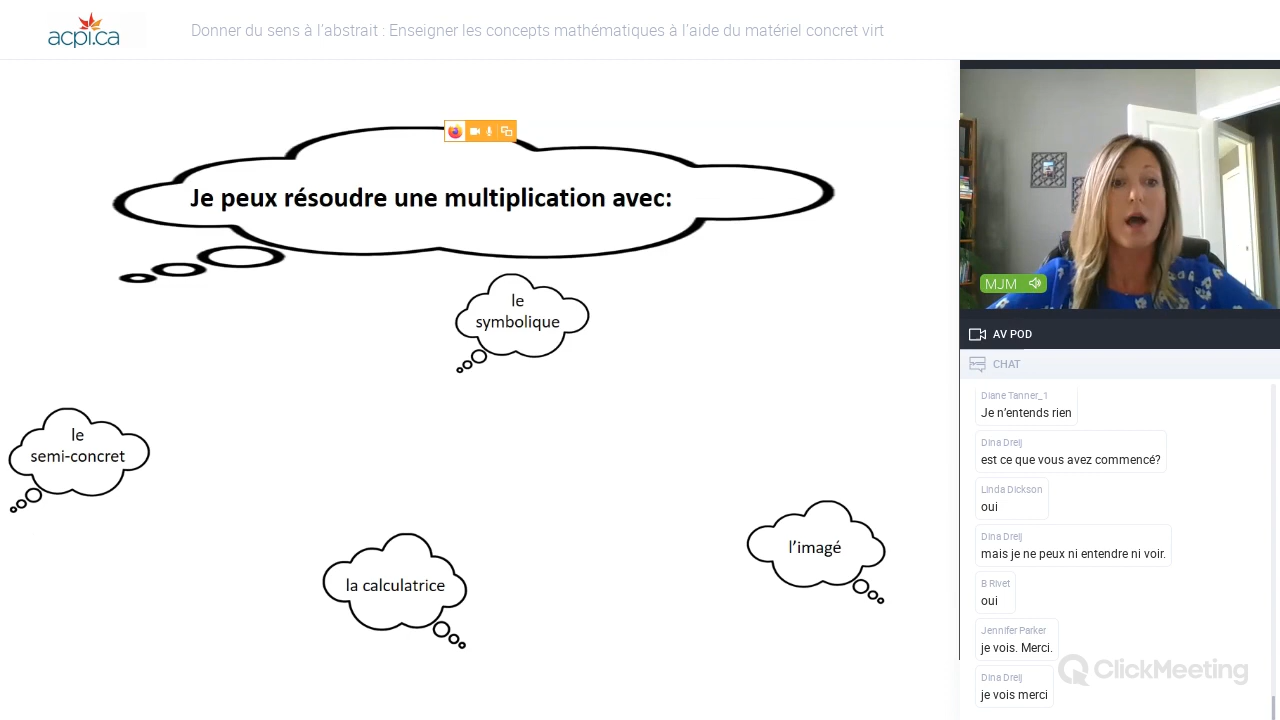 acpi.ca
Donner du sens à l'abstrait : Enseigner les concepts mathématiques à l'aide du matériel concret virt
Je peux résoudre une multiplication avec:
le
symbolique
le
semi-concret
la calculatrice
l'imagé
MJM
AV POD
CHAT
Diane Tanner_1
Je n'entends rien
Dina Dreij
est ce que vous avez commencé?
Linda Dickson
oui
Dina Dreij
mais je ne peux ni entendre ni voir.
B Rivet
oui
Jennifer Parker
je vois. Merci.
Dina Dreij
je vois merci
ClickMeeting